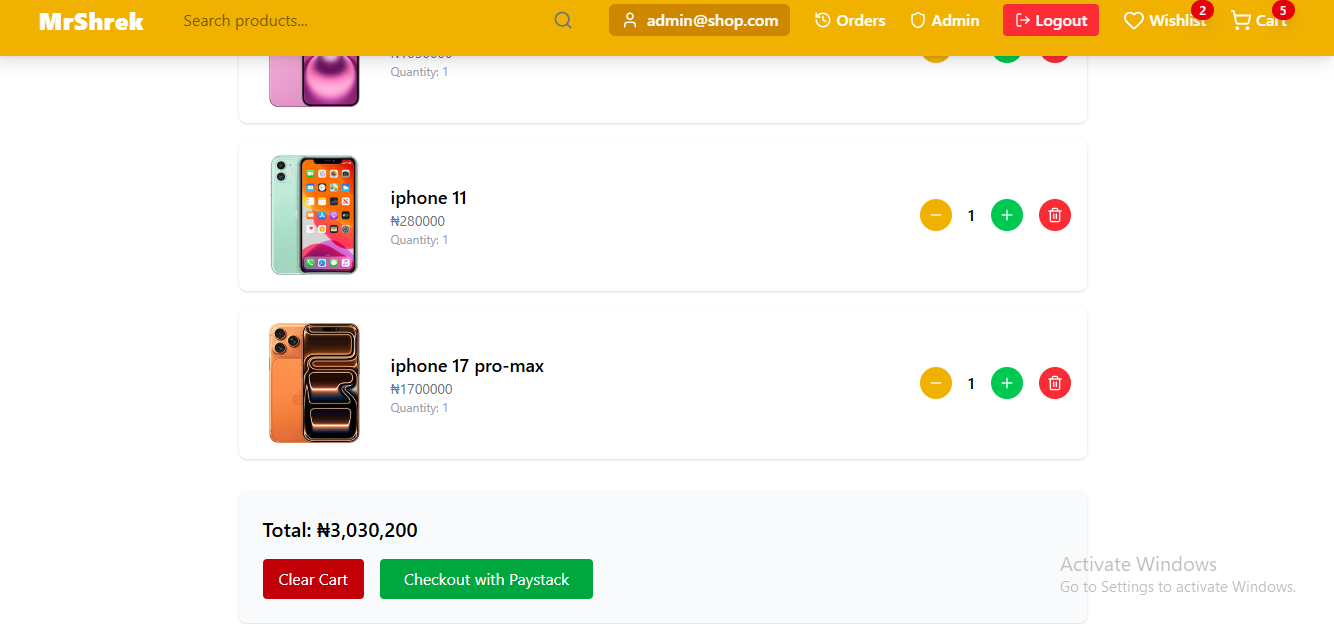 MrShrek
Search products...
admin@shop.com
Orders
Admin
Logout
Wishlist
2
Cart
5
Quantity: 1
iphone 11
₦280000
Quantity: 1
1
iphone 17 pro-max
₦1700000
Quantity: 1
1
Total: ₦3,030,200
Clear Cart
Checkout with Paystack
Activate Windows
Go to Settings to activate Windows.